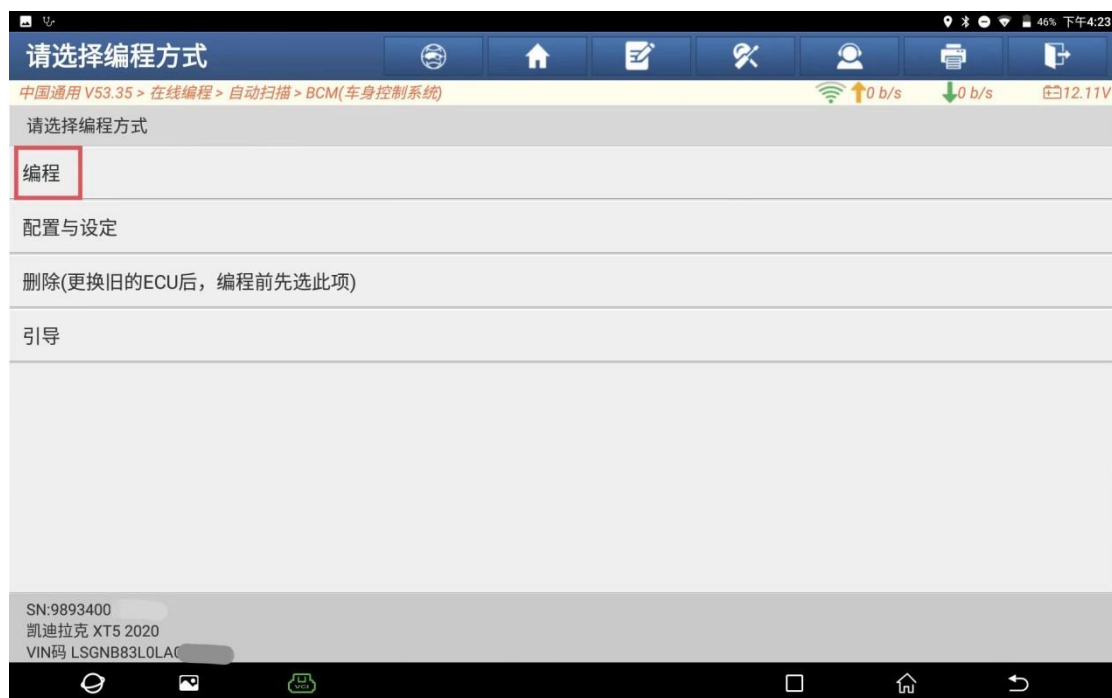 46% 下午4:23
请选择编程方式
中国通用 V53.35 > 在线编程 > 自动扫描 > BCM(车身控制系统)
0 b/s
0 b/s
12.11V
请选择编程方式
编程
配置与设定
删除(更换旧的ECU后，编程前先选此项)
引导
SN:9893400
凯迪拉克 XT5 2020
VIN码 LSGNB83L0LA
VCI